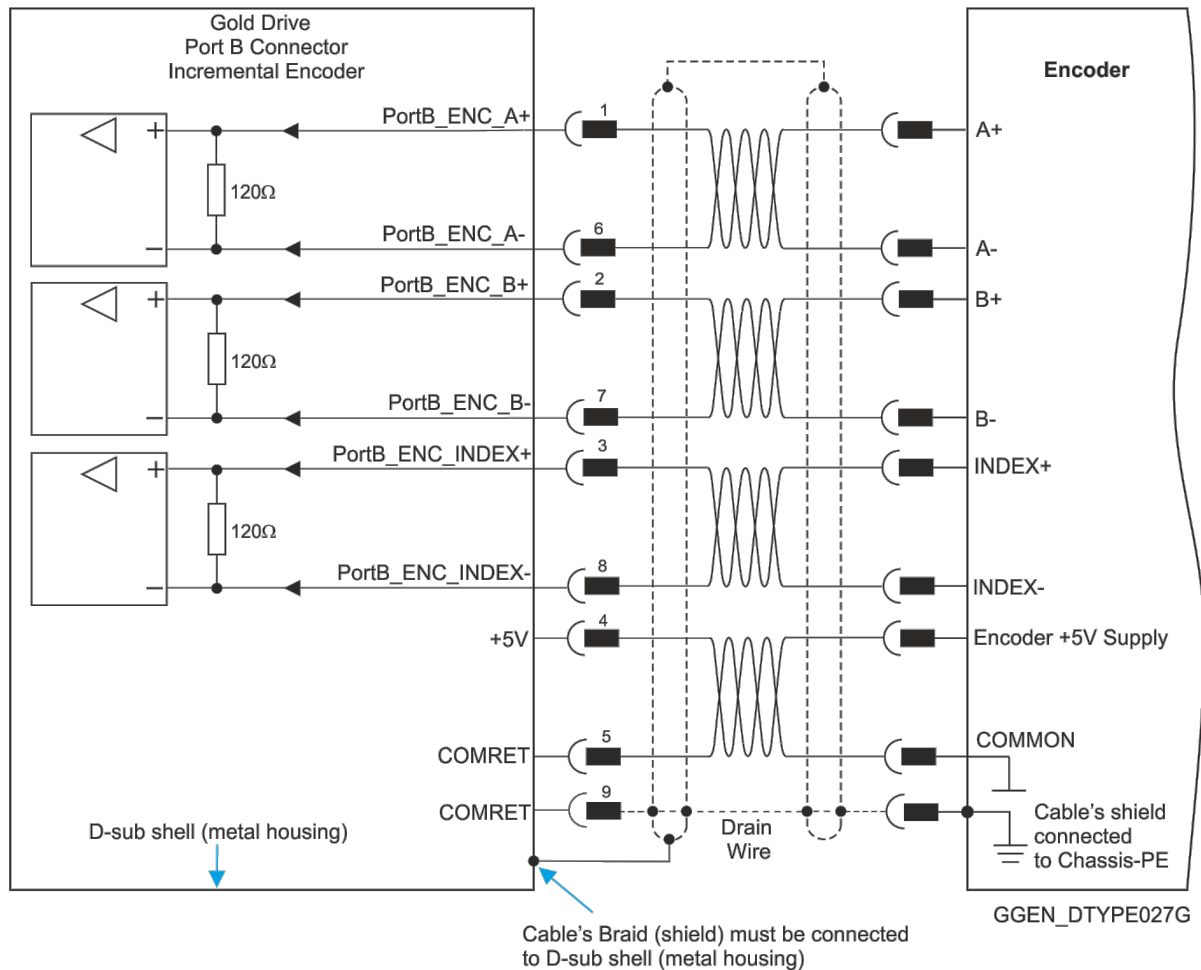 Gold Drive
Port B Connector
Incremental Encoder
Encoder
PortB_ENC_A+
1
A+
+
120Ω
PortB_ENC_A-
6
A-
−
PortB_ENC_B+
2
B+
+
120Ω
PortB_ENC_B-
7
B-
−
PortB_ENC_INDEX+
3
INDEX+
+
120Ω
PortB_ENC_INDEX-
8
INDEX-
−
+5V
4
Encoder +5V Supply
COMRET
5
COMMON
COMRET
9
Drain
Wire
Cable's shield
connected
to Chassis-PE
D-sub shell (metal housing)
GGEN_DTYPE027G
Cable's Braid (shield) must be connected
to D-sub shell (metal housing)